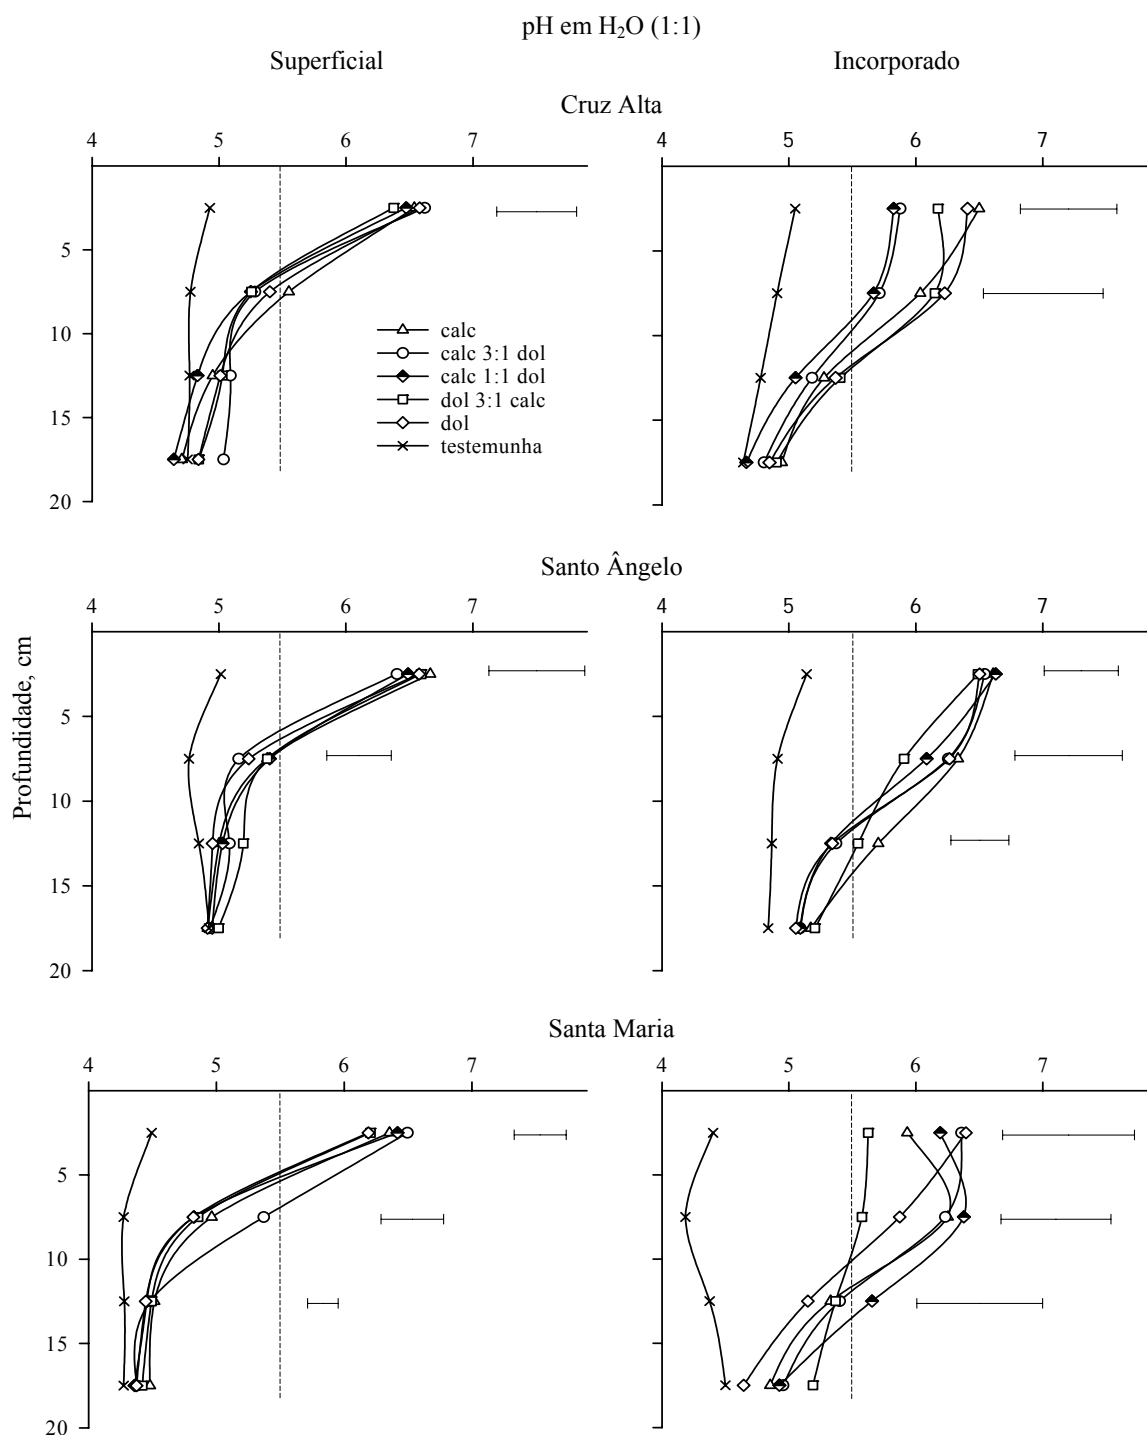 pH em H₂O (1:1)
Superficial Incorporado
Cruz Alta
4 5 6 7 4 5 6 7
5
10
15
20
calc
calc 3:1 dol
calc 1:1 dol
dol 3:1 calc
dol
testemunha
Santo Ângelo
4 5 6 7 4 5 6 7
Profundidade, cm
5
10
15
20
Santa Maria
4 5 6 7 4 5 6 7
5
10
15
20